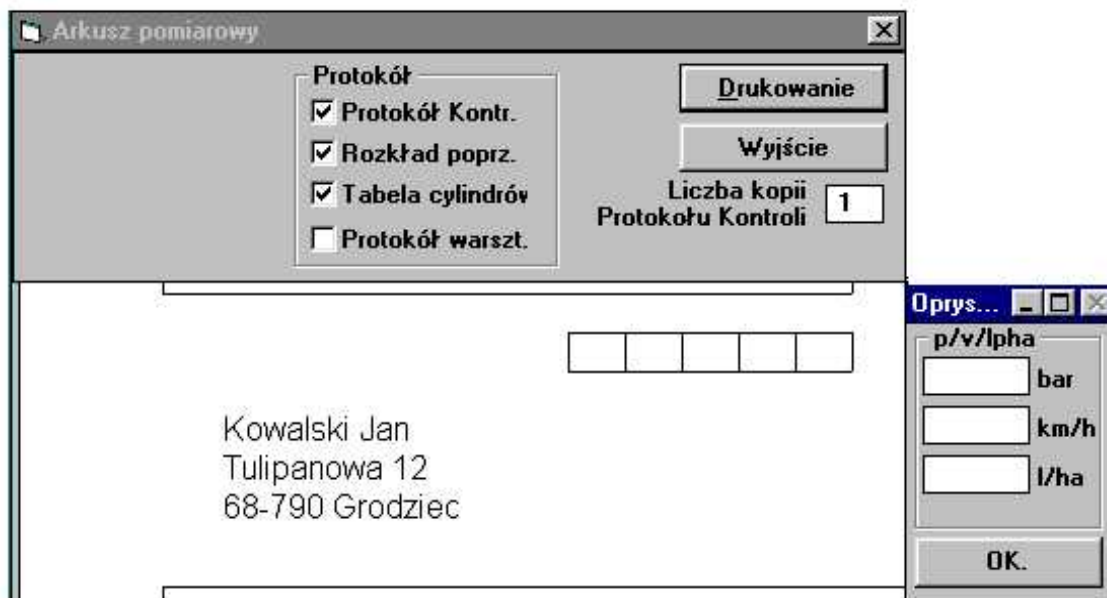 Arkusz pomiarowy
Protokół
Protokół Kontr.
Rozkład poprz.
Tabela cylindrów
Protokół warszt.
Drukowanie
Wyjście
Liczba kopii
Protokołu Kontroli
1
Kowalski Jan
Tulipanowa 12
68-790 Grodziec
Oprys...
p/v/lpha
bar
km/h
l/ha
OK.